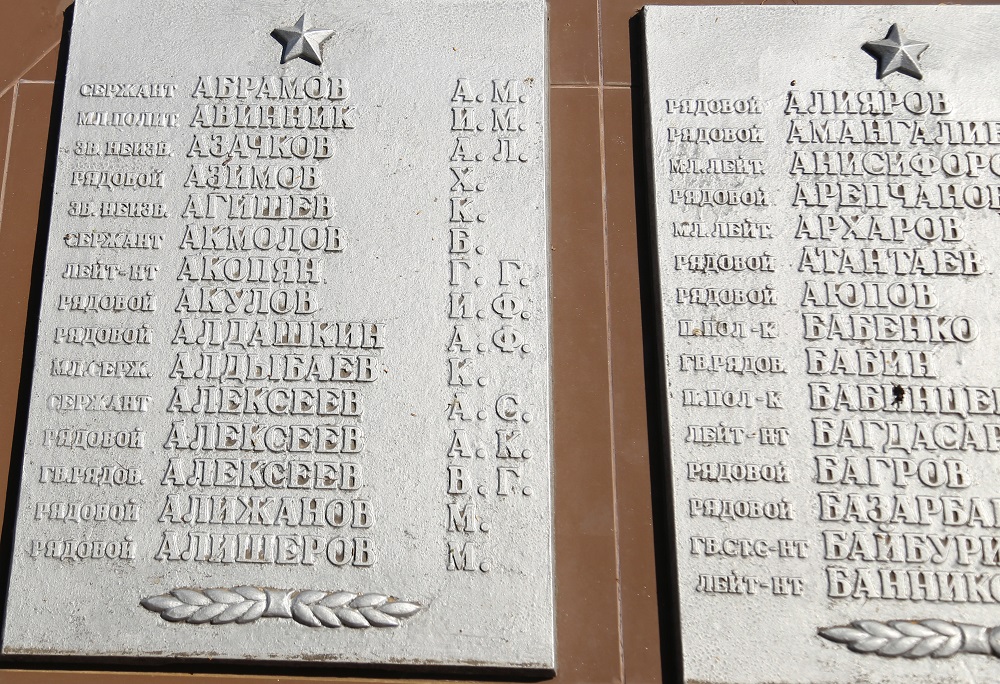 СЕРЖАНТ АБРАМОВ А. М.
МЛ.ПОЛИТ. АВИННИК И. М.
ЗВ. НЕИЗВ. АЗАЧКОВ А. Л.
РЯДОВОЙ АЗИМОВ Х.
ЗВ. НЕИЗВ. АГИШЕВ К.
СЕРЖАНТ АКМОЛОВ Б.
ЛЕЙТ-НТ АКОПЯН Г. Г.
РЯДОВОЙ АКУЛОВ И. Ф.
РЯДОВОЙ АЛДАШКИН А. Ф.
МЛ.СЕРЖ. АЛДЫБАЕВ К.
СЕРЖАНТ АЛЕКСЕЕВ А. С.
РЯДОВОЙ АЛЕКСЕЕВ А. К.
ГВ.РЯДОВ. АЛЕКСЕЕВ В. Г.
РЯДОВОЙ АЛИЖАНОВ М.
РЯДОВОЙ АЛИШЕРОВ М.
РЯДОВОЙ АЛИЯРОВ
РЯДОВОЙ АМАНГАЛИЕ
МЛ. ЛЕЙТ. АНИСИФОРО
РЯДОВОЙ АРЕПЧАНОВ
МЛ. ЛЕЙТ. АРХАРОВ
РЯДОВОЙ АТАНТАЕВ
РЯДОВОЙ АЮПОВ
П.ПОЛ-К БАБЕНКО
ГВ.РЯДОВ. БАБИН
П.ПОЛ-К БАБИНЦЕ
ЛЕЙТ-НТ БАГДАСАР
РЯДОВОЙ БАГРОВ
РЯДОВОЙ БАЗАРБА
ГВ.СТ.С-НТ БАЙБУРИ
ЛЕЙТ-НТ БАННИКО